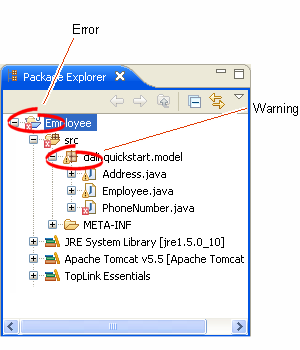 Error
Package Explorer
Warning
Employee
src
dali.quickstart.model
Address.java
Employee.java
PhoneNumber.java
META-INF
JRE System Library [jre1.5.0_10]
Apache Tomcat v5.5 [Apache Tomcat
TopLink Essentials